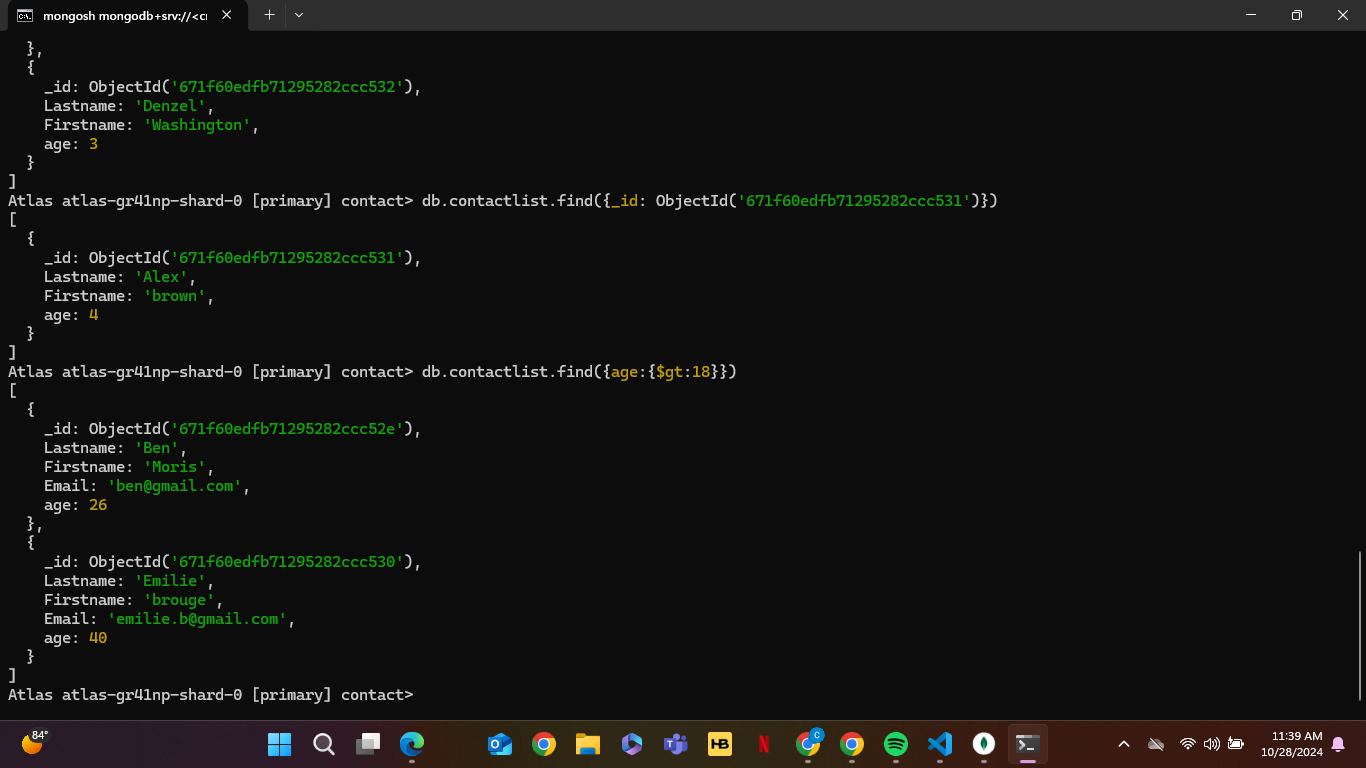 mongosh mongodb+srv://<cr
},
{
_id: ObjectId('671f60edfb71295282ccc532'),
Lastname: 'Denzel',
Firstname: 'Washington',
age: 3
}
]
Atlas atlas-gr41np-shard-0 [primary] contact> db.contactlist.find({_id: ObjectId('671f60edfb71295282ccc531')})
[
{
_id: ObjectId('671f60edfb71295282ccc531'),
Lastname: 'Alex',
Firstname: 'brown',
age: 4
}
]
Atlas atlas-gr41np-shard-0 [primary] contact> db.contactlist.find({age:{$gt:18}})
[
{
_id: ObjectId('671f60edfb71295282ccc52e'),
Lastname: 'Ben',
Firstname: 'Moris',
Email: 'ben@gmail.com',
age: 26
},
{
_id: ObjectId('671f60edfb71295282ccc530'),
Lastname: 'Emilie',
Firstname: 'brouge',
Email: 'emilie.b@gmail.com',
age: 40
}
]
Atlas atlas-gr41np-shard-0 [primary] contact>
84°
HB
N
C
11:39 AM
10/28/2024